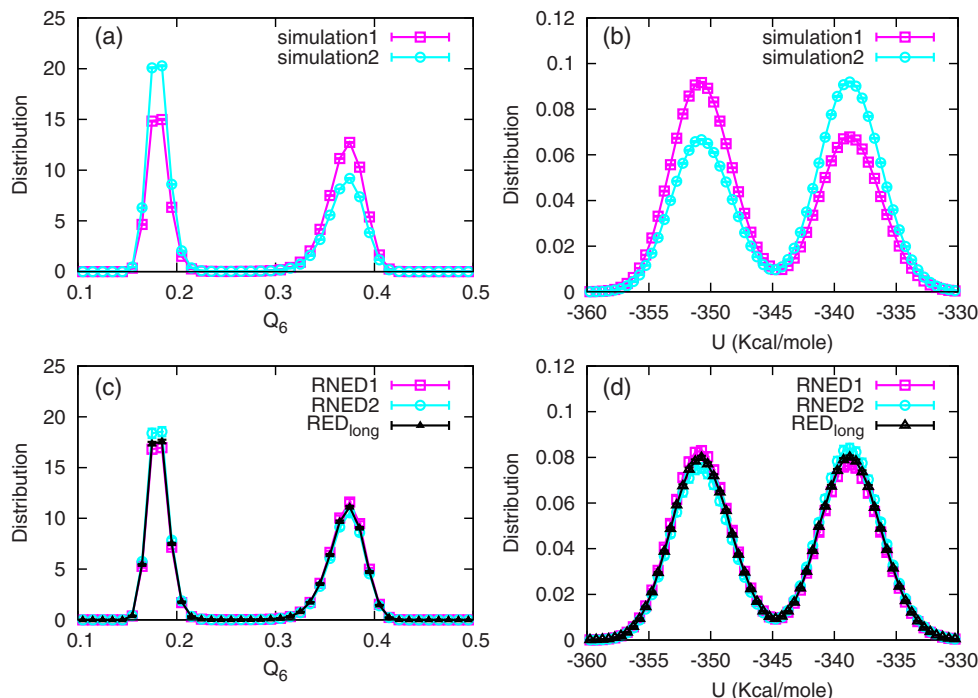 (a)
simulation1
simulation2
Distribution
25
20
15
10
5
0
0.1 0.2 0.3 0.4 0.5
Q6
(b)
simulation1
simulation2
Distribution
0.12
0.1
0.08
0.06
0.04
0.02
0
-360 -355 -350 -345 -340 -335 -330
U (Kcal/mole)
(c)
RNED1
RNED2
REDlong
Distribution
25
20
15
10
5
0
0.1 0.2 0.3 0.4 0.5
Q6
(d)
RNED1
RNED2
REDlong
Distribution
0.12
0.1
0.08
0.06
0.04
0.02
0
-360 -355 -350 -345 -340 -335 -330
U (Kcal/mole)